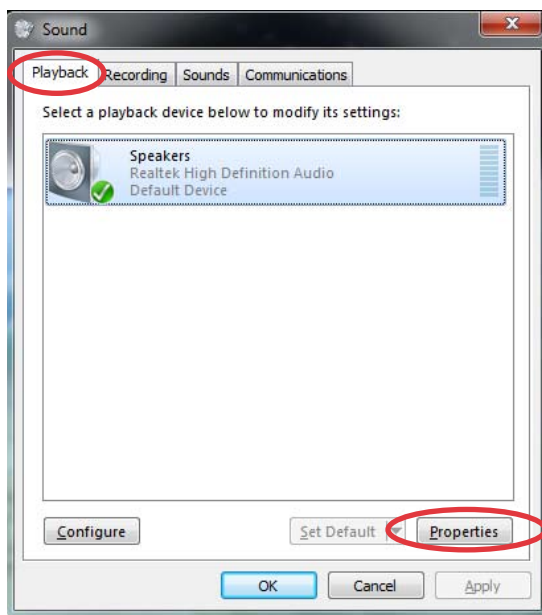 Sound
Playback Recording Sounds Communications
Select a playback device below to modify its settings:
Speakers
Realtek High Definition Audio
Default Device
Configure Set Default Properties
OK Cancel Apply